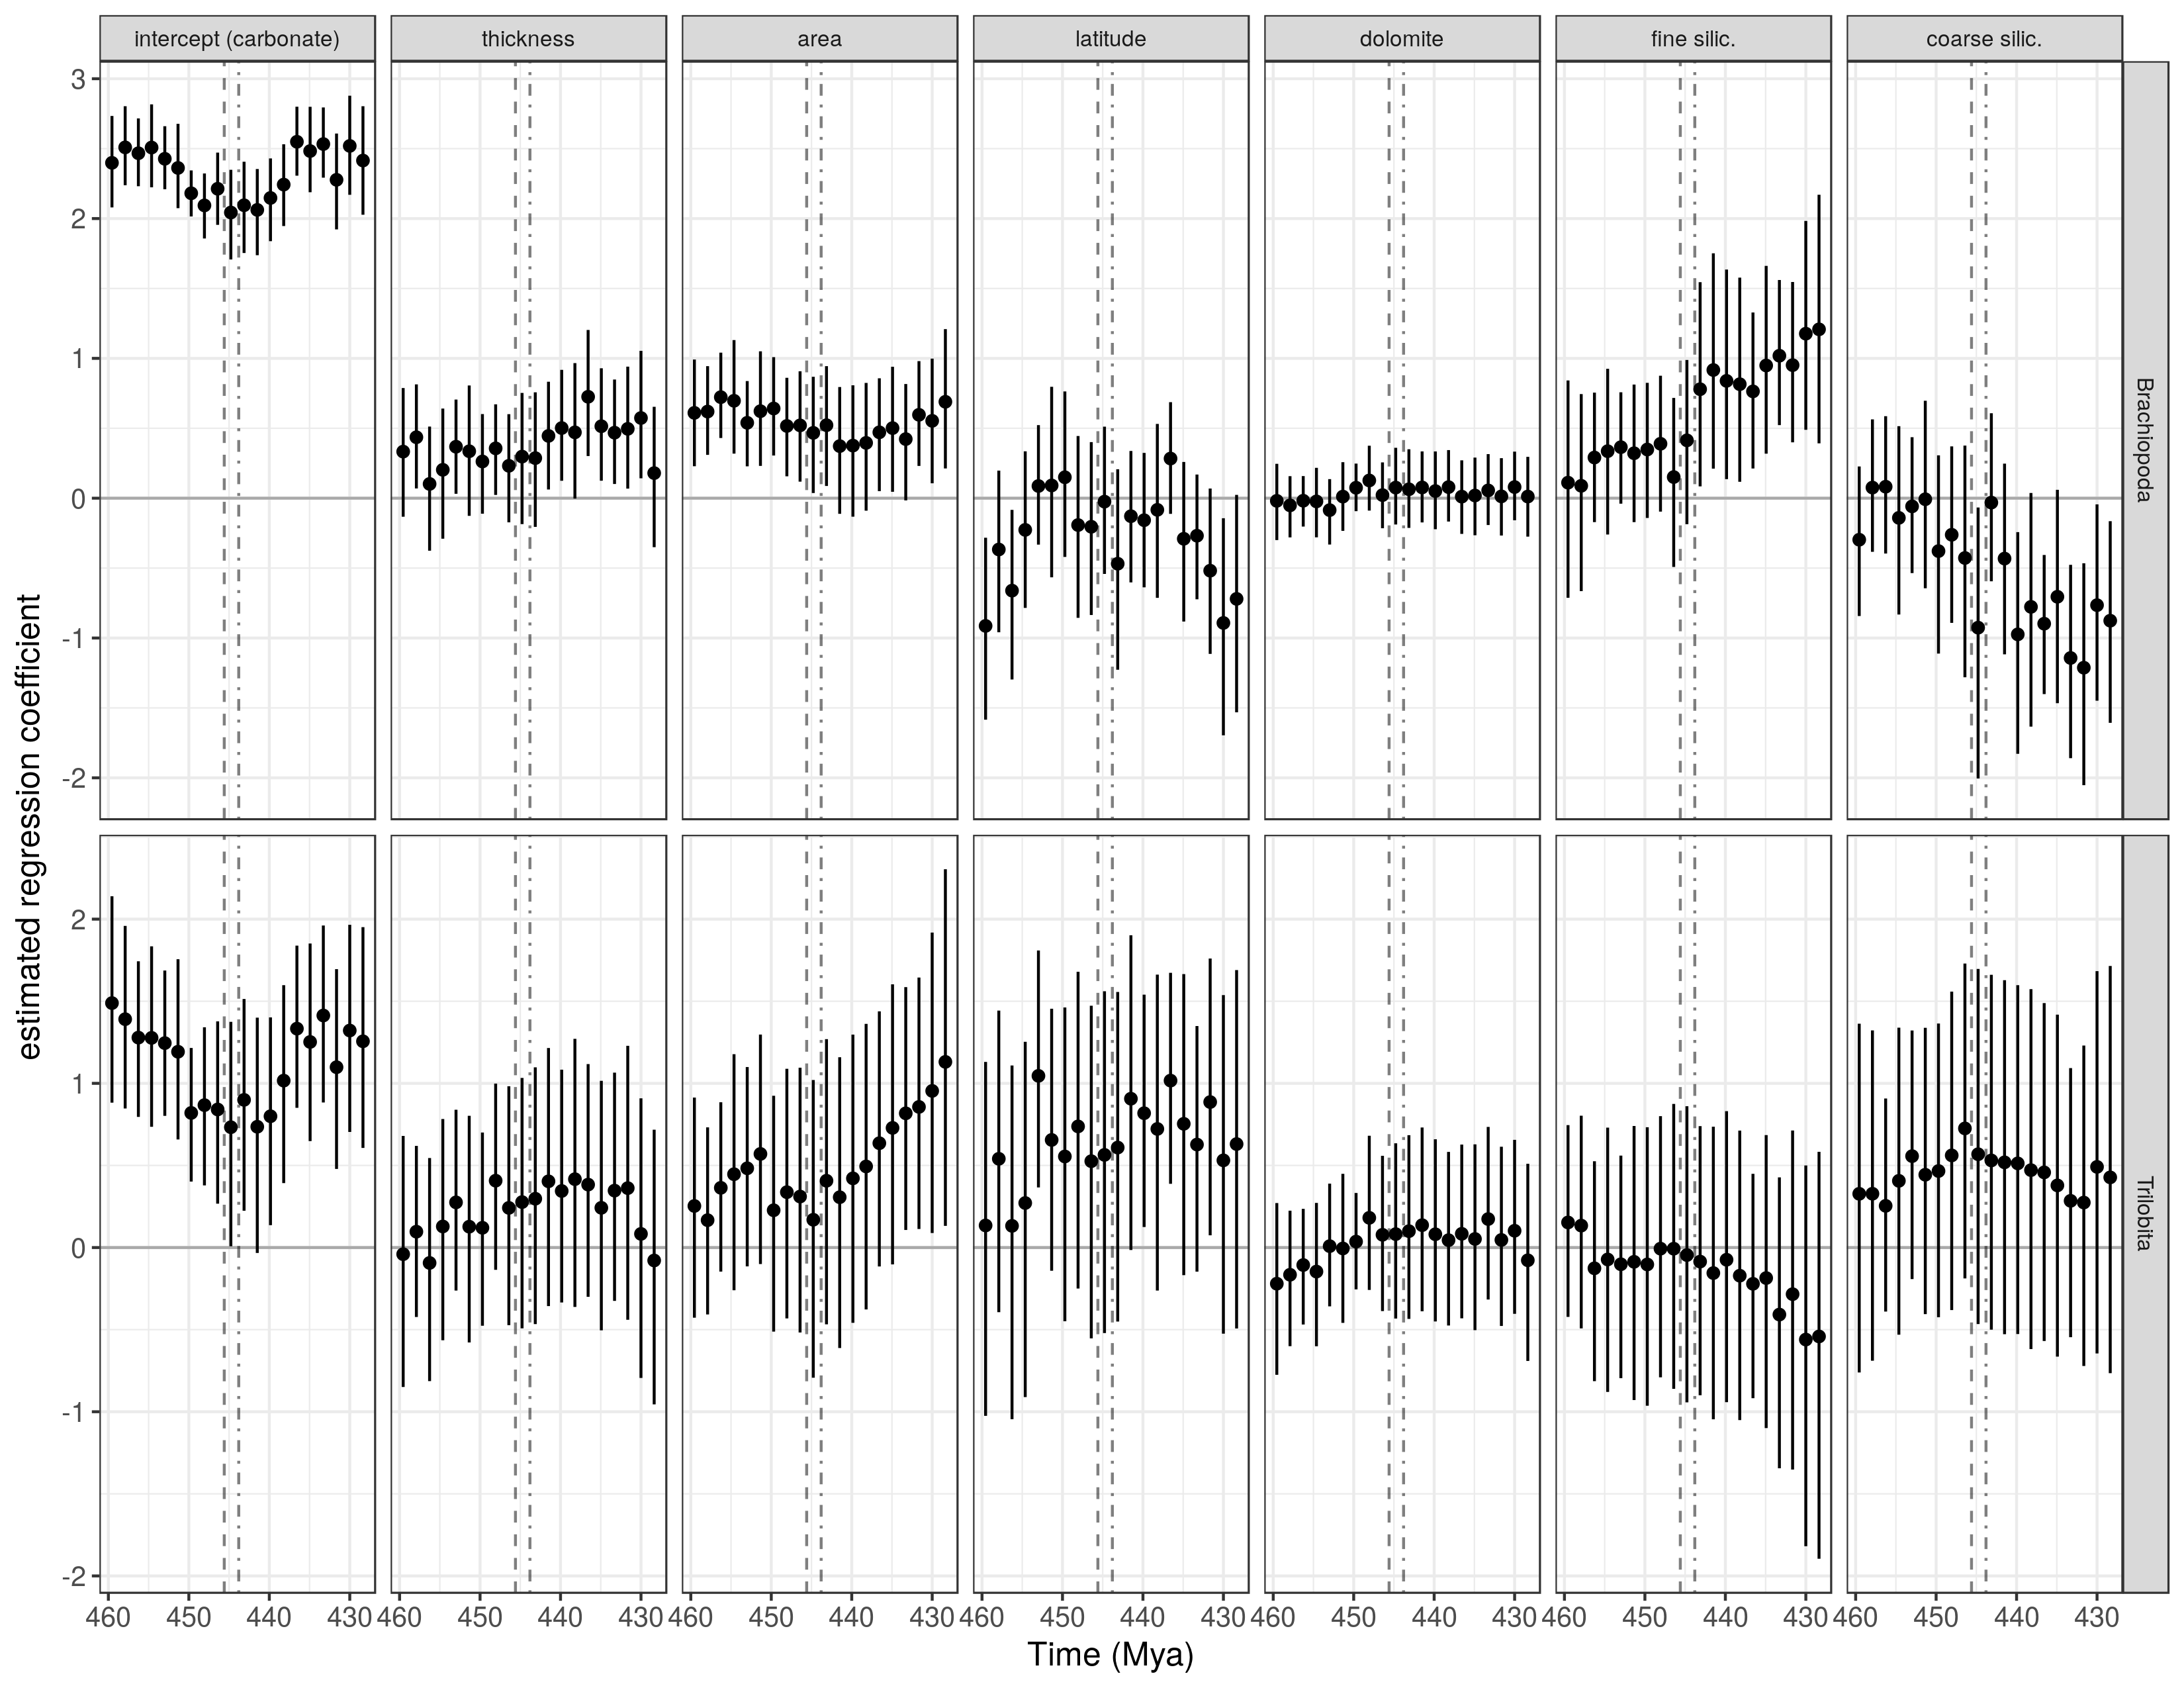 intercept (carbonate) thickness area latitude dolomite fine silic. coarse silic.
3
2
1
0
-1
-2
Brachiopoda
estimated regression coefficient
2
1
0
-1
-2
Trilobita
460 450 440 430 460 450 440 430 460 450 440 430 460 450 440 430 460 450 440 430 460 450 440 430 460 450 440 430
Time (Mya)